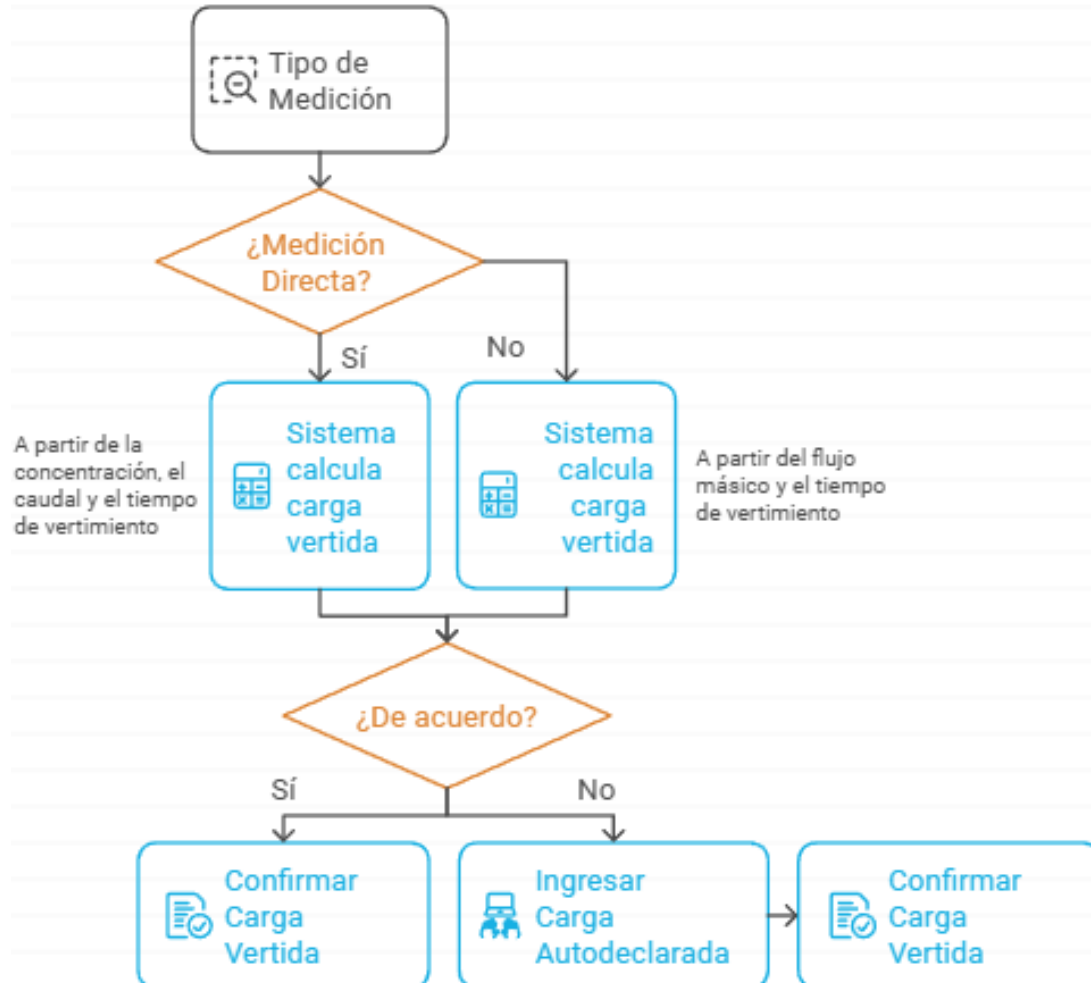 Tipo de
Medición
¿Medición
Directa?
Sí
No
A partir de la
concentración, el
caudal y el tiempo
de vertimiento
Sistema
calcula
carga
vertida
Sistema
calcula
carga
vertida
A partir del flujo
másico y el tiempo
de vertimiento
¿De acuerdo?
Sí
No
Confirmar
Carga
Vertida
Ingresar
Carga
Autodeclarada
Confirmar
Carga
Vertida